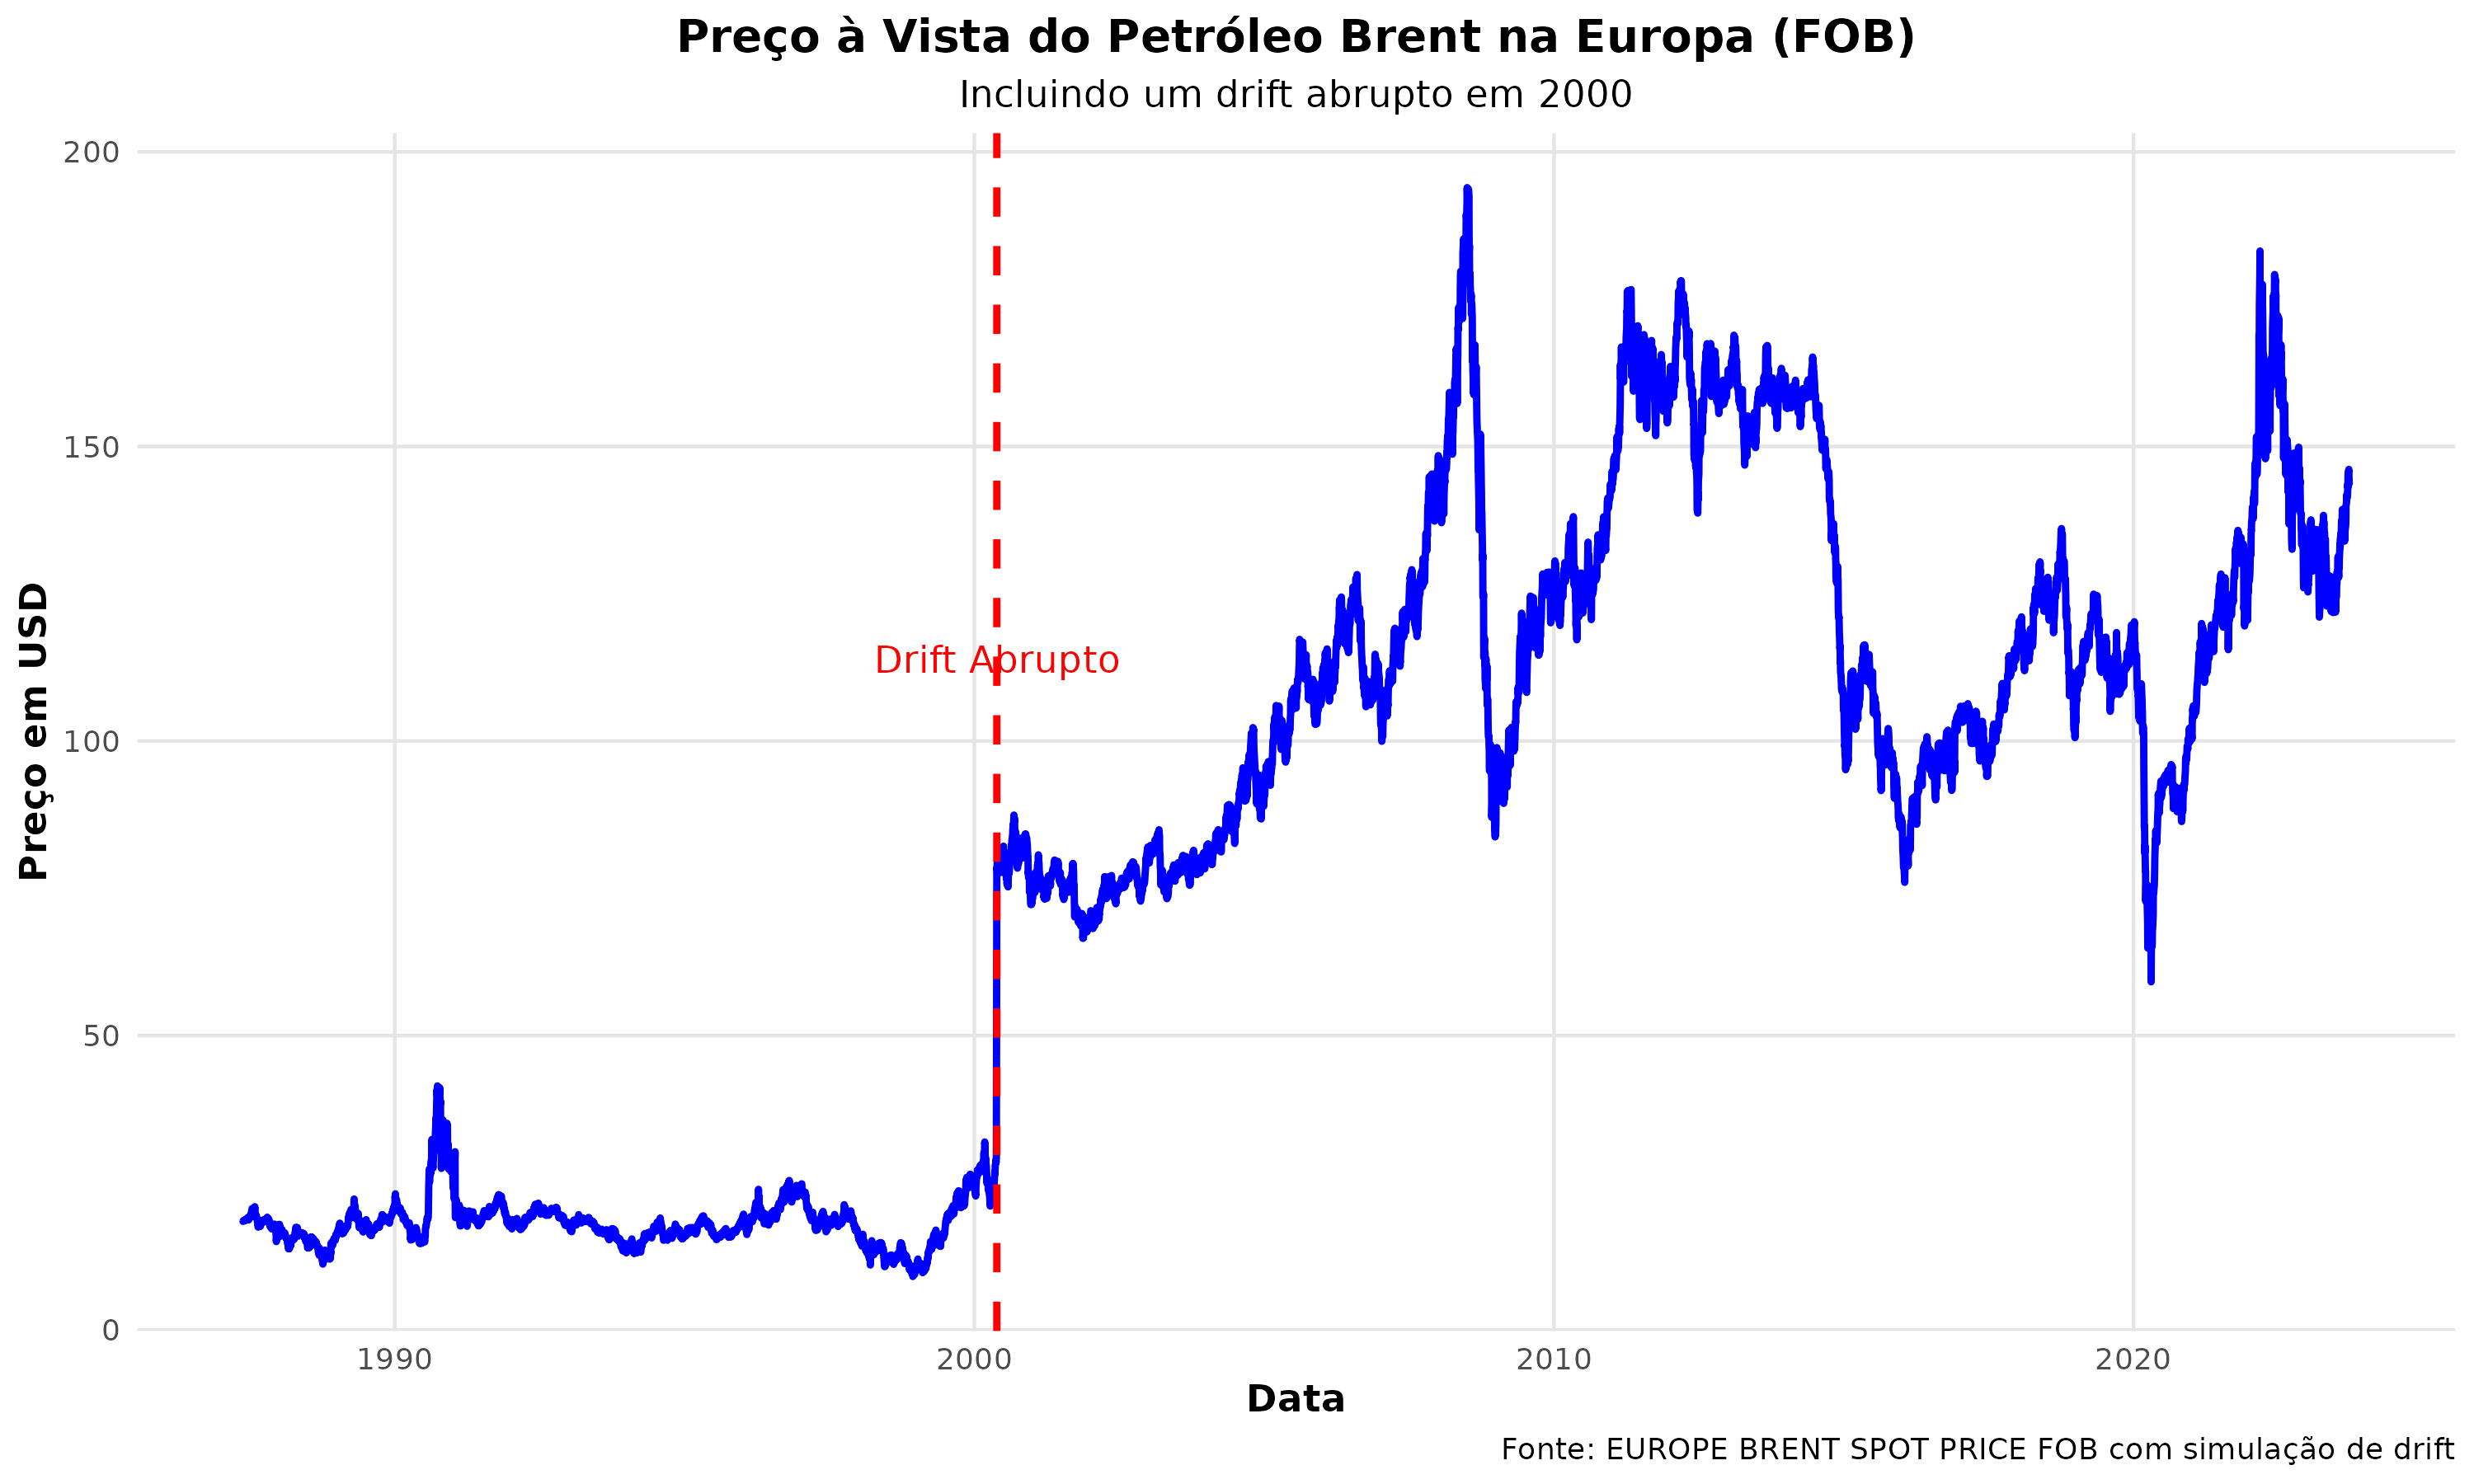 Preço à Vista do Petróleo Brent na Europa (FOB)
Incluindo um drift abrupto em 2000
Preço em USD
200
150
100
50
0
Drift Abrupto
1990
2000
2010
2020
Data
Fonte: EUROPE BRENT SPOT PRICE FOB com simulação de drift